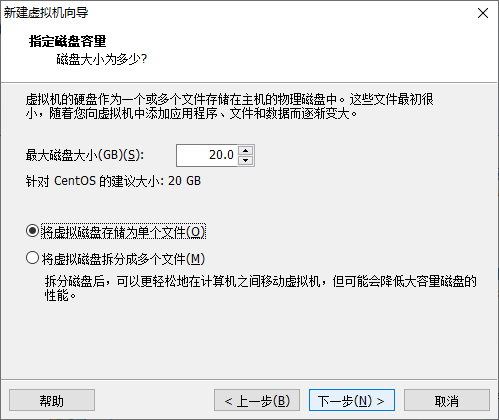 新建虚拟机向导
指定磁盘容量
磁盘大小为多少?
虚拟机的硬盘作为一个或多个文件存储在主机的物理磁盘中。这些文件最初很
小，随着您向虚拟机中添加应用程序、文件和数据而逐渐变大。
最大磁盘大小(GB)(S): 20.0
针对 CentOS 的建议大小: 20 GB
将虚拟磁盘存储为单个文件(O)
将虚拟磁盘拆分成多个文件(M)
拆分磁盘后，可以更轻松地在计算机之间移动虚拟机，但可能会降低大容量磁盘的
性能。
帮助 < 上一步(B) 下一步(N) > 取消